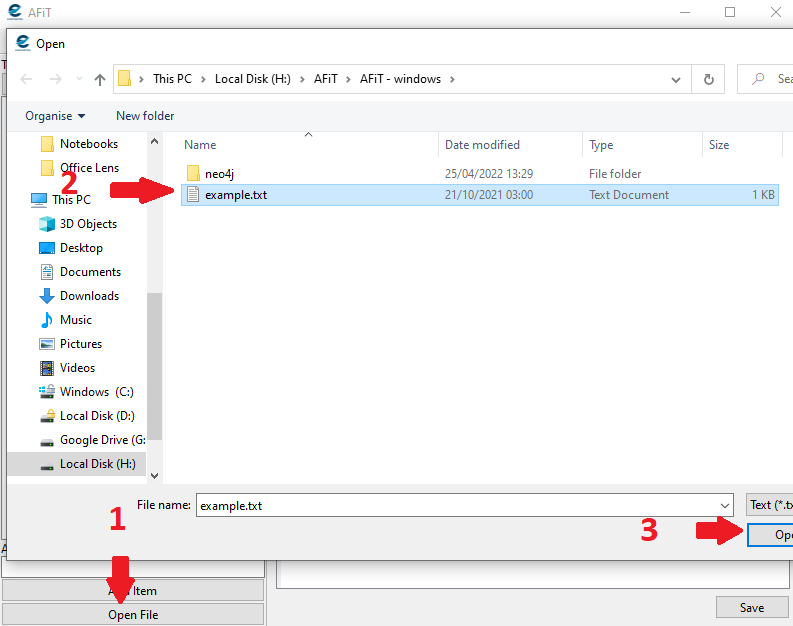 AFiT
Open
This PC > Local Disk (H:) > AFiT > AFiT - windows >
Organise New folder
Name Date modified Type Size
Notebooks
Office Lens
This PC
3D Objects
Desktop
Documents
Downloads
Music
Pictures
Videos
Windows (C:)
Local Disk (D:)
Google Drive (G:
Local Disk (H:)
neo4j 25/04/2022 13:29 File folder
example.txt 21/10/2021 03:00 Text Document 1 KB
2
File name: example.txt Text (*.tx
1
3
Item
Open File
Save